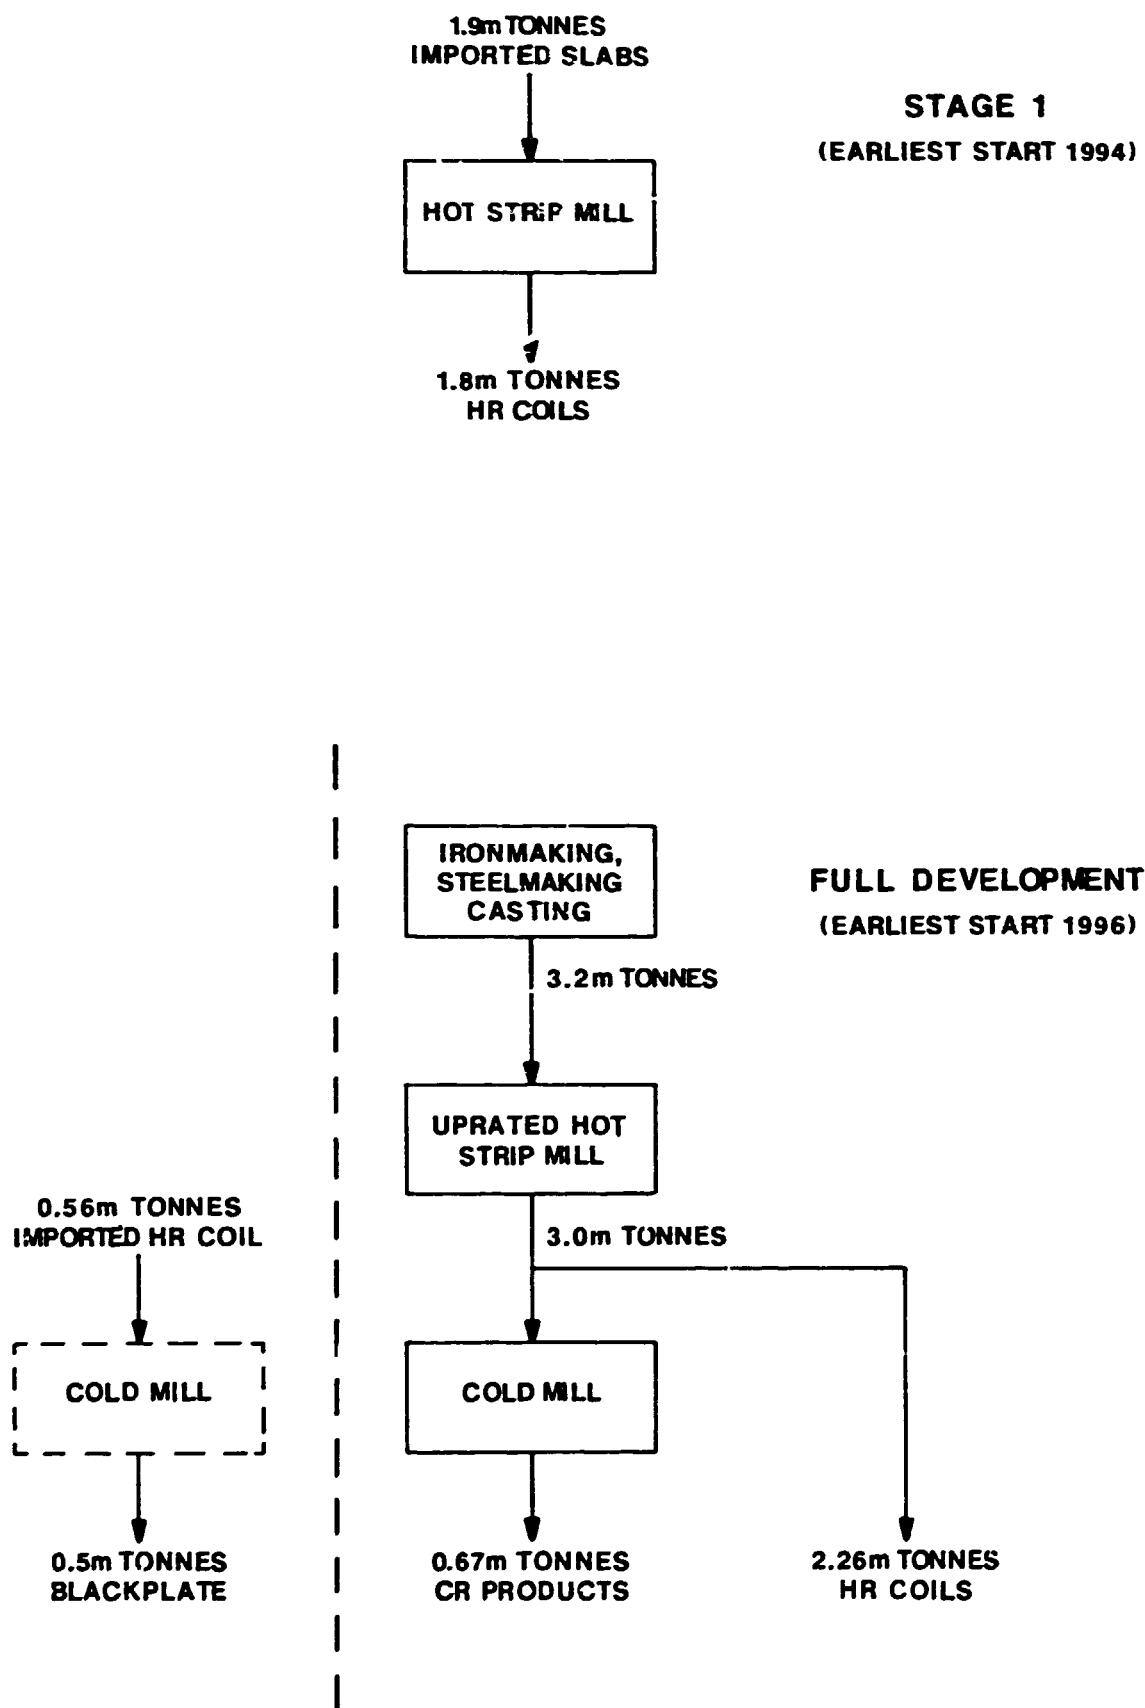 1.9m TONNES
IMPORTED SLABS
STAGE 1
(EARLIEST START 1994)
HOT STRIP MILL
1.8m TONNES
HR COILS
IRONMAKING,
STEELMAKING
CASTING
FULL DEVELOPMENT
(EARLIEST START 1996)
3.2m TONNES
UPRATED HOT
STRIP MILL
0.56m TONNES
IMPORTED HR COIL
3.0m TONNES
COLD MILL
COLD MILL
0.5m TONNES
BLACKPLATE
0.67m TONNES
CR PRODUCTS
2.26m TONNES
HR COILS